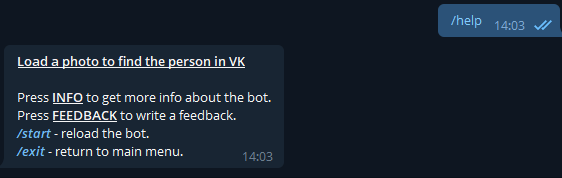 /help
14:03
Load a photo to find the person in VK
Press INFO to get more info about the bot.
Press FEEDBACK to write a feedback.
/start - reload the bot.
/exit - return to main menu.
14:03